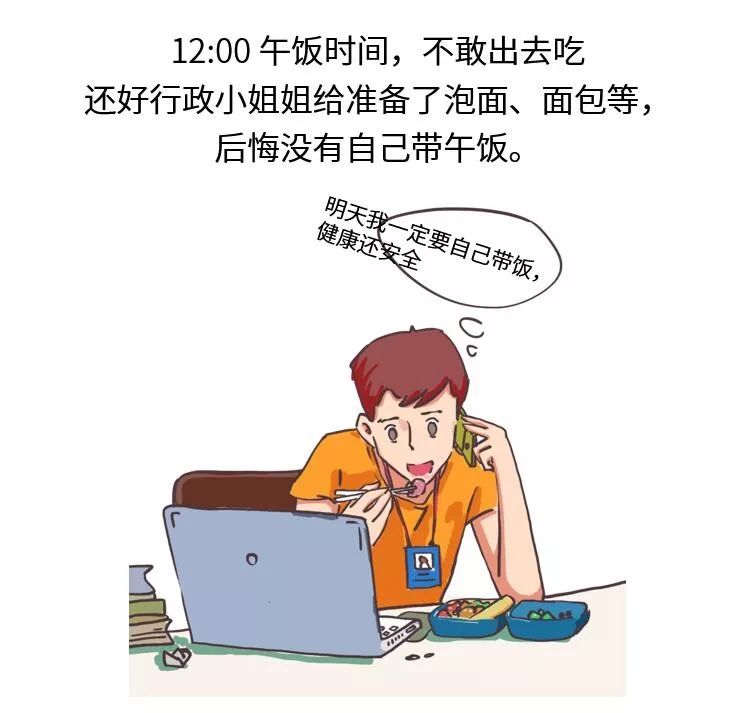 12:00 午饭时间，不敢出去吃
还好行政小姐姐给准备了泡面、面包等，
后悔没有自己带午饭。
明天我一定要自己带饭，
健康还安全